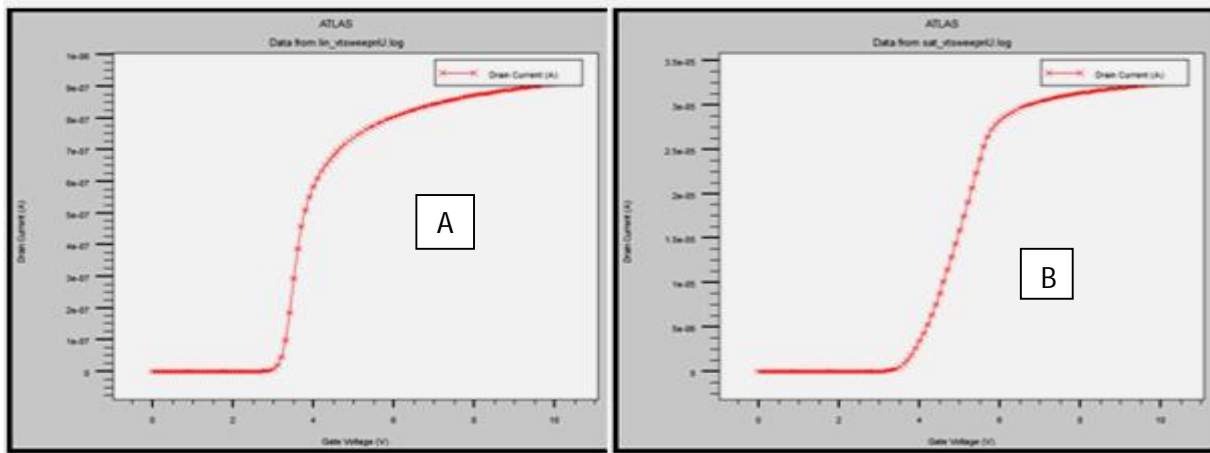 ATLAS
Data from lin_vtsweepnU.log
Drain Current (A)
1e-06
9e-07
8e-07
7e-07
6e-07
5e-07
4e-07
3e-07
2e-07
1e-07
0
Drain Current (A)
A
0 2 4 6 8 10
Gate Voltage (V)
ATLAS
Data from sat_vtsweepnU.log
Drain Current (A)
3.5e-05
3e-05
2.5e-05
2e-05
1.5e-05
1e-05
5e-06
0
Drain Current (A)
B
0 2 4 6 8 10
Gate Voltage (V)